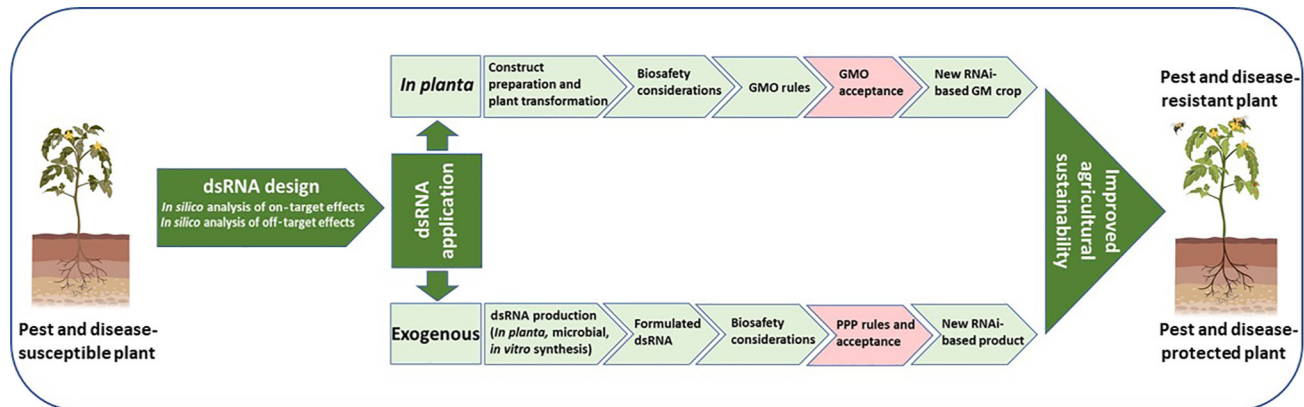 Pest and disease-
susceptible plant
dsRNA design
In silico analysis of on-target effects
In silico analysis of off-target effects
dsRNA
application
In planta
Construct
preparation and
plant transformation
Biosafety
considerations
GMO rules
GMO
acceptance
New RNAi-
based GM crop
Exogenous
dsRNA production
(In planta, microbial,
in vitro synthesis)
Formulated
dsRNA
Biosafety
considerations
PPP rules and
acceptance
New RNAi-
based product
Improved
agricultural
sustainability
Pest and disease-
resistant plant
Pest and disease-
protected plant